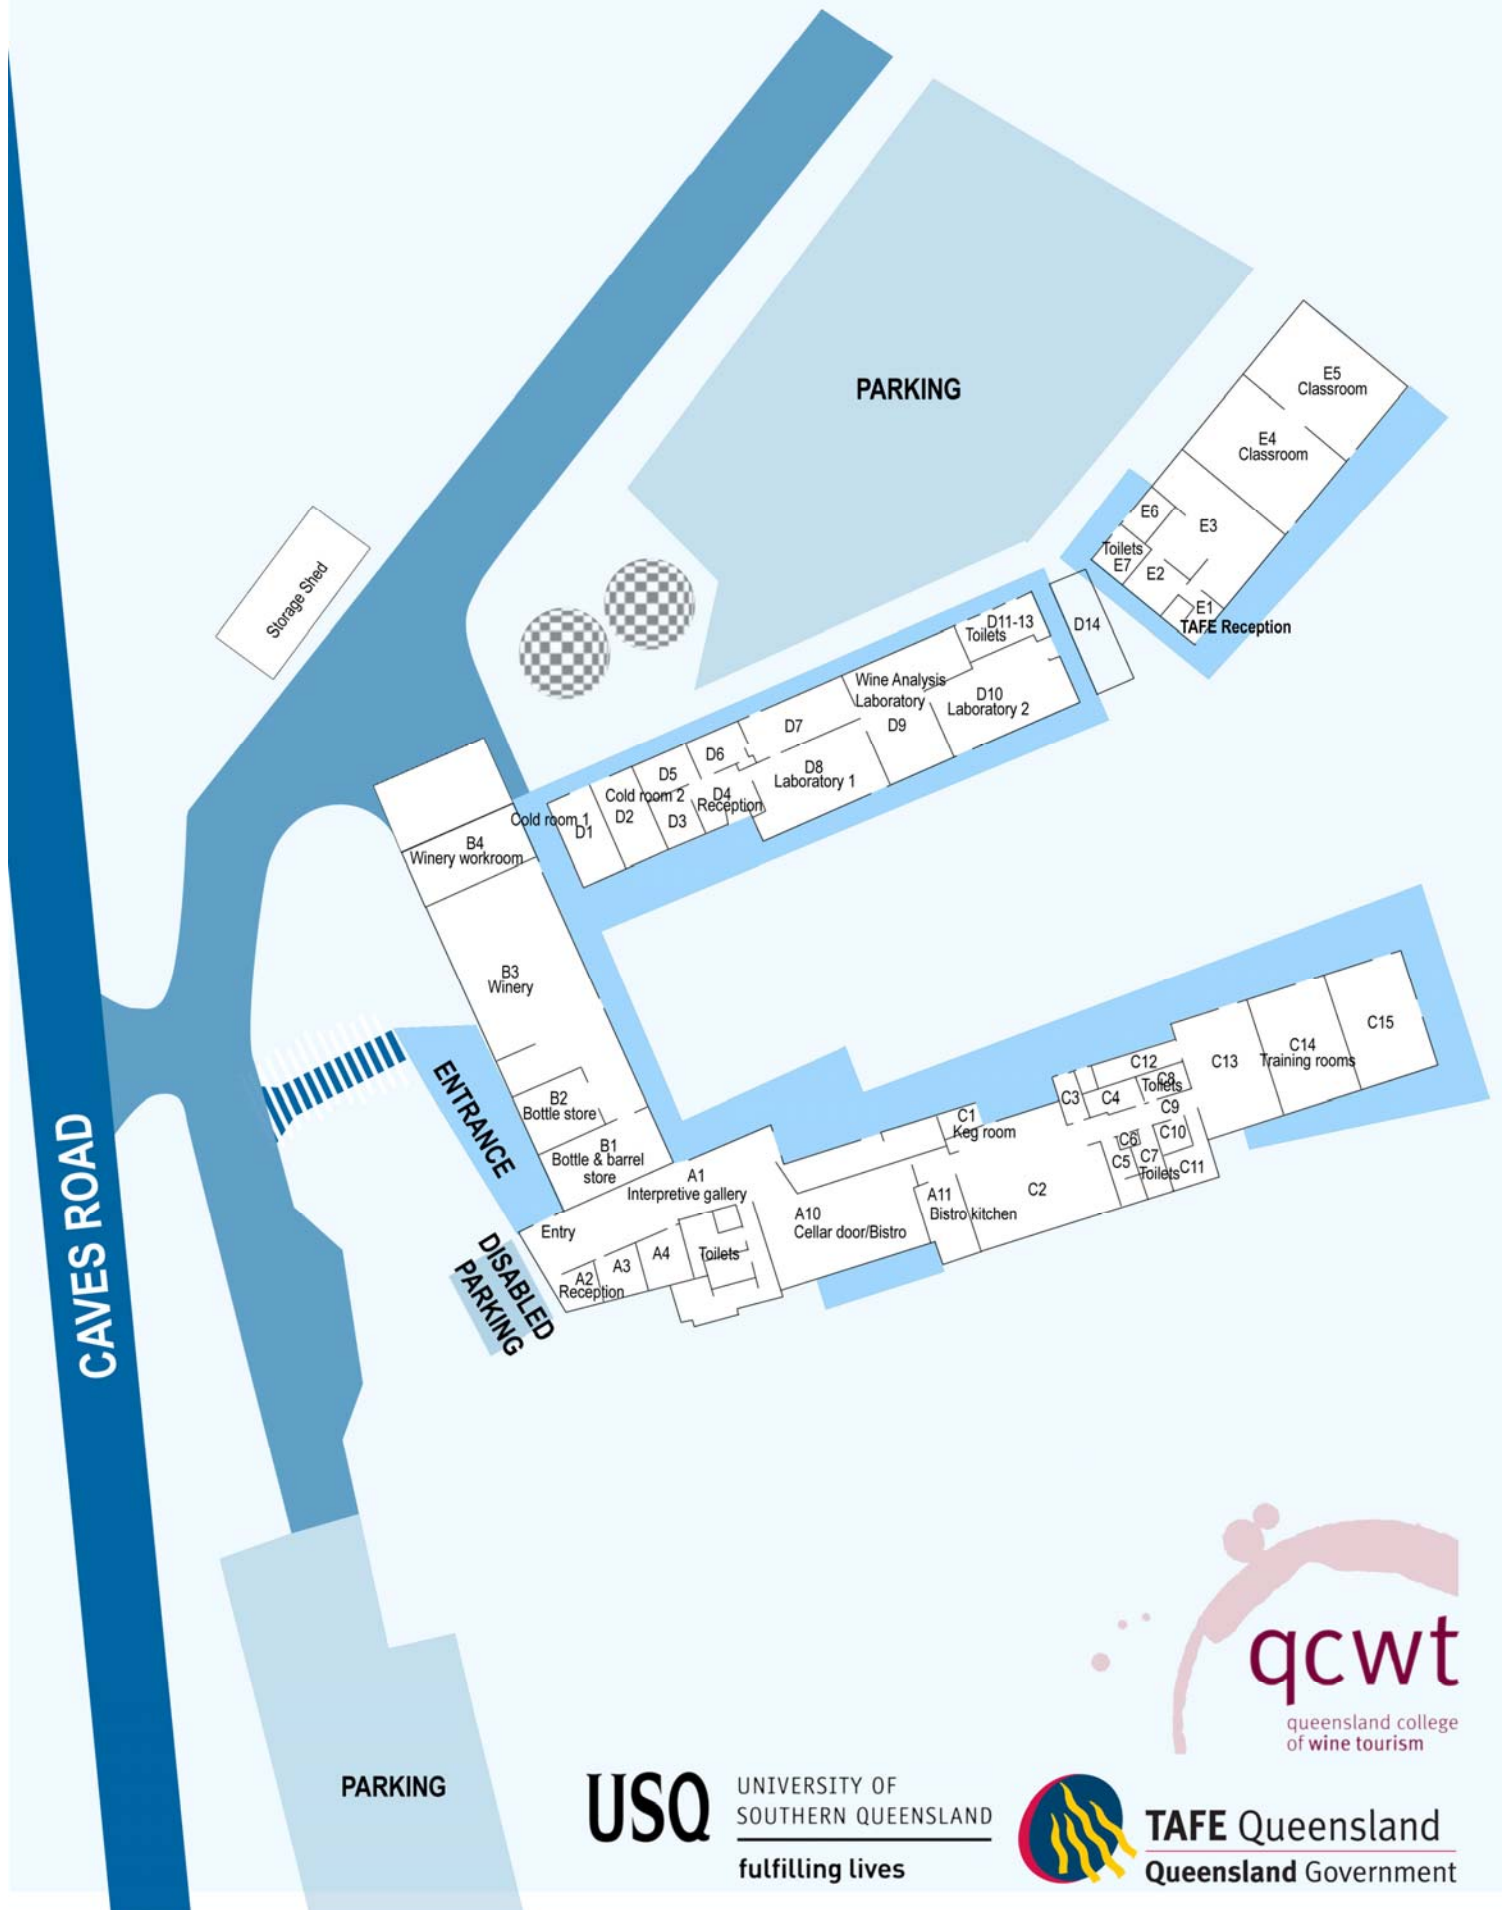 PARKING
E5
Classroom
E4
Classroom
E6
E3
Toilets
E7
E2
E1
TAFE Reception
Storage Shed
D11-13
Toilets
D14
Wine Analysis
Laboratory
D10
Laboratory 2
D9
D7
D6
D8
Laboratory 1
D5
Cold room 2
D4
Reception
D2
D3
Cold room 1
D1
B4
Winery workroom
B3
Winery
B2
Bottle store
B1
Bottle & barrel
store
ENTRANCE
CAVES ROAD
C15
C14
Training rooms
C13
C12
C8
Toilets
C3
C4
C9
C1
Keg room
C6
C10
C5
C7
Toilets
C11
C2
A1
Interpretive gallery
A11
Bistro kitchen
A10
Cellar door/Bistro
Entry
A4
Toilets
A3
A2
Reception
DISABLED
PARKING
PARKING
qcwt
queensland college
of wine tourism
USQ
UNIVERSITY OF
SOUTHERN QUEENSLAND
fulfilling lives
TAFE Queensland
Queensland Government